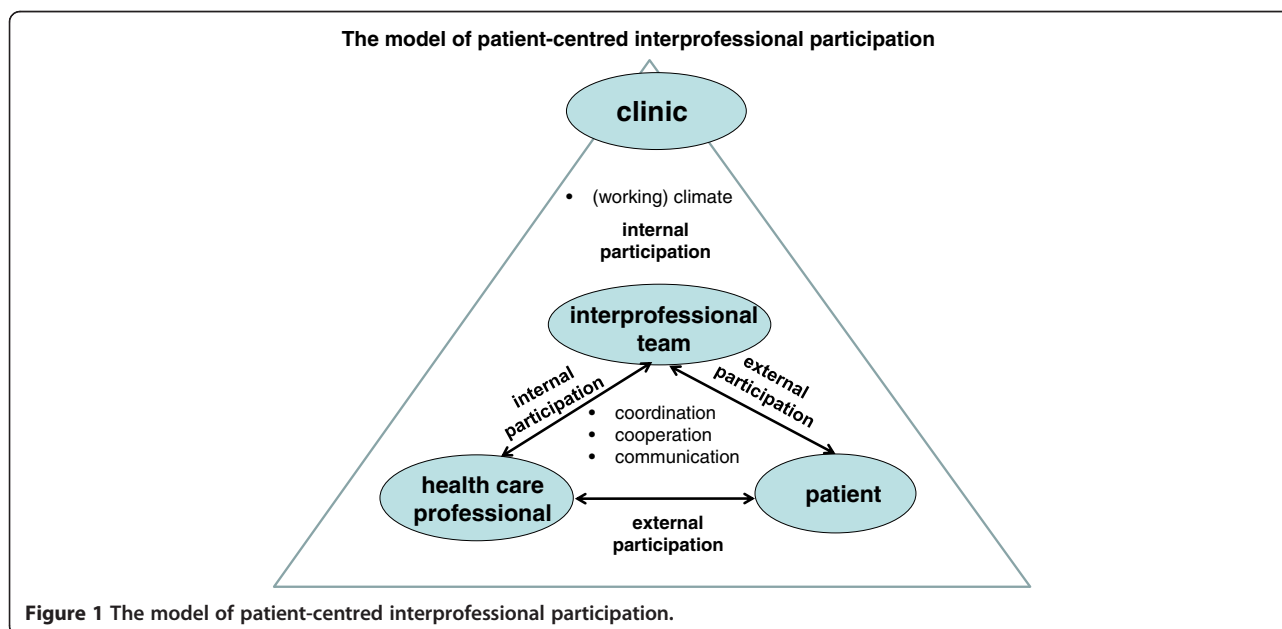 The model of patient-centred interprofessional participation
clinic
• (working) climate
internal
participation
interprofessional
team
internal
participation
external
participation
• coordination
• cooperation
• communication
health care
professional
patient
external
participation
Figure 1 The model of patient-centred interprofessional participation.